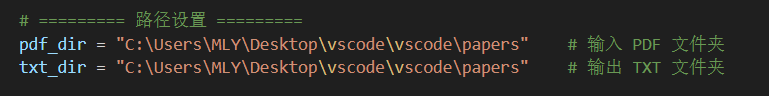 # ========= 路径设置 =========
pdf_dir = "C:\Users\MLY\Desktop\vscode\vscode\papers"    # 输入 PDF 文件夹
txt_dir = "C:\Users\MLY\Desktop\vscode\vscode\papers"    # 输出 TXT 文件夹